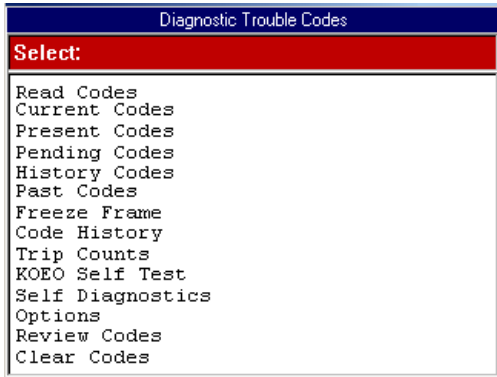 Diagnostic Trouble Codes
Select:
Read Codes
Current Codes
Present Codes
Pending Codes
History Codes
Past Codes
Freeze Frame
Code History
Trip Counts
KOEO Self Test
Self Diagnostics
Options
Review Codes
Clear Codes